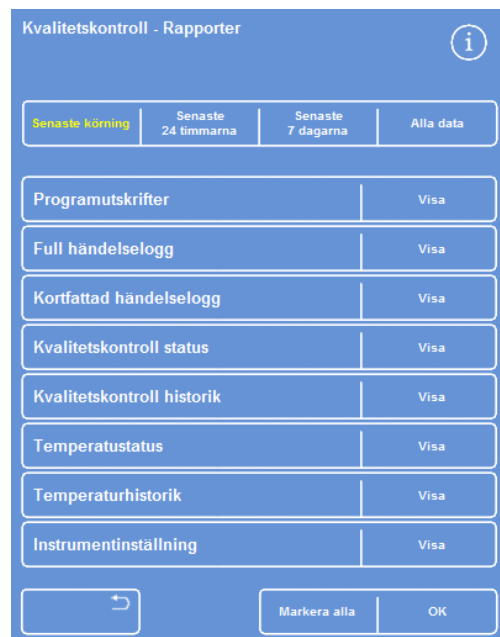 Kvalitetskontroll - Rapporter
i
Senaste körning
Senaste
24 timmarna
Senaste
7 dagarna
Alla data
Programutskrifter
Visa
Full händelselogg
Visa
Kortfattad händelselogg
Visa
Kvalitetskontroll status
Visa
Kvalitetskontroll historik
Visa
Temperatustatus
Visa
Temperaturhistorik
Visa
Instrumentinställning
Visa
Markera alla
OK